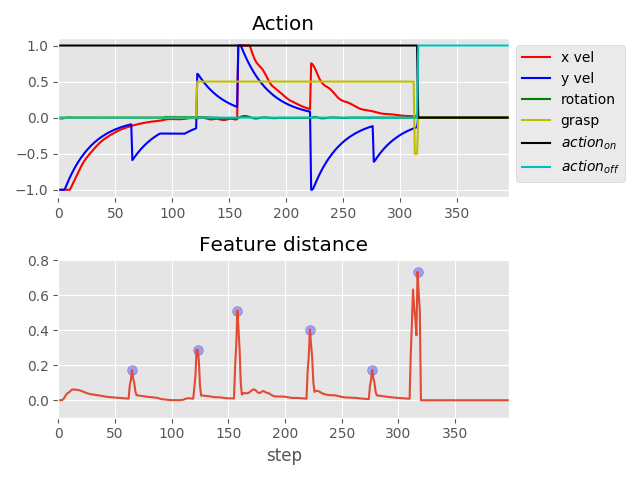 Action
1.0
0.5
0.0
−0.5
−1.0
0 50 100 150 200 250 300 350
x vel
y vel
rotation
grasp
action_on
action_off
Feature distance
0.8
0.6
0.4
0.2
0.0
0 50 100 150 200 250 300 350
step